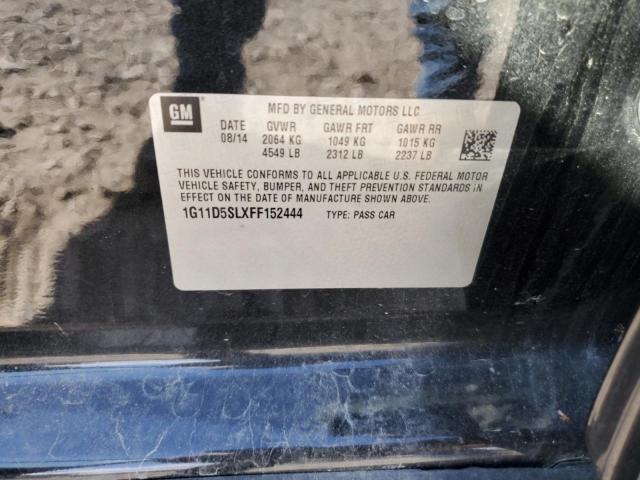 GM
MFD BY GENERAL MOTORS LLC
DATE GVWR GAWR FRT GAWR RR
08/14 2064 KG 1049 KG 1015 KG
4549 LB 2312 LB 2237 LB
THIS VEHICLE CONFORMS TO ALL APPLICABLE U.S. FEDERAL MOTOR
VEHICLE SAFETY, BUMPER, AND THEFT PREVENTION STANDARDS IN
EFFECT ON THE DATE OF MANUFACTURE SHOWN ABOVE.
1G11D5SLXFF152444 TYPE: PASS CAR